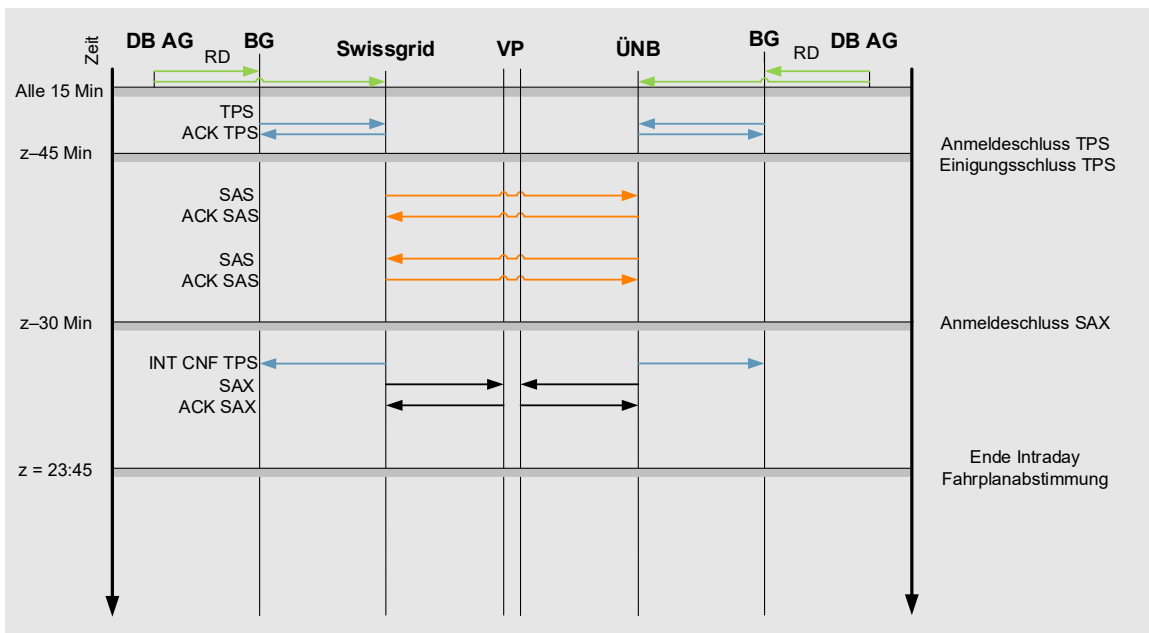 Zeit
DB AG BG Swissgrid VP ÜNB BG DB AG
RD RD
Alle 15 Min
TPS
ACK TPS
z–45 Min
Anmeldeschluss TPS
Einigungsschluss TPS
SAS
ACK SAS
SAS
ACK SAS
z–30 Min
Anmeldeschluss SAX
INT CNF TPS
SAX
ACK SAX
z = 23:45
Ende Intraday
Fahrplanabstimmung